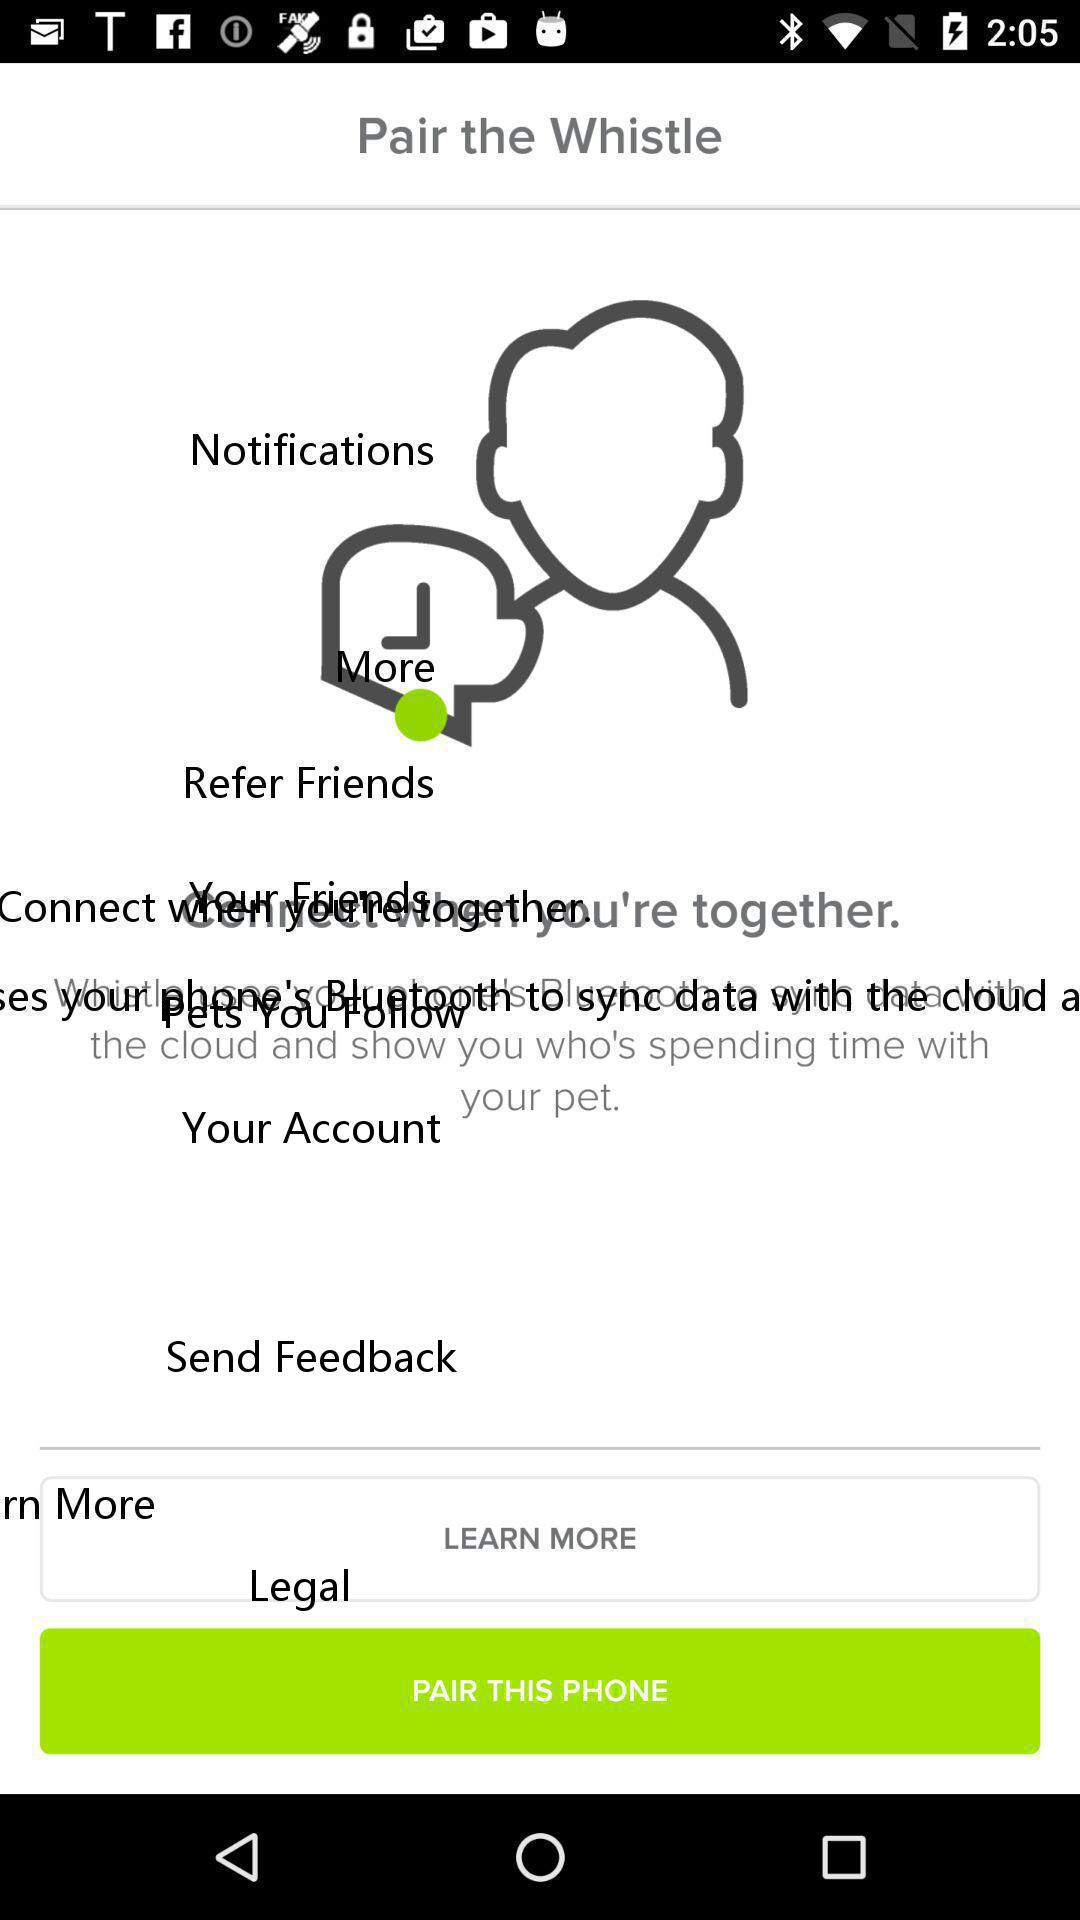 FAKE
2:05
Pair the Whistle
Notifications
More
Refer Friends
Your Friends
Connect when you're together.
Connect when you're together.
Whistle uses your phone's Bluetooth to sync data with
ses your phone's Bluetooth to sync data with the cloud a
Pets You Follow
the cloud and show you who's spending time with
your pet.
Your Account
Send Feedback
rn More
LEARN MORE
Legal
PAIR THIS PHONE